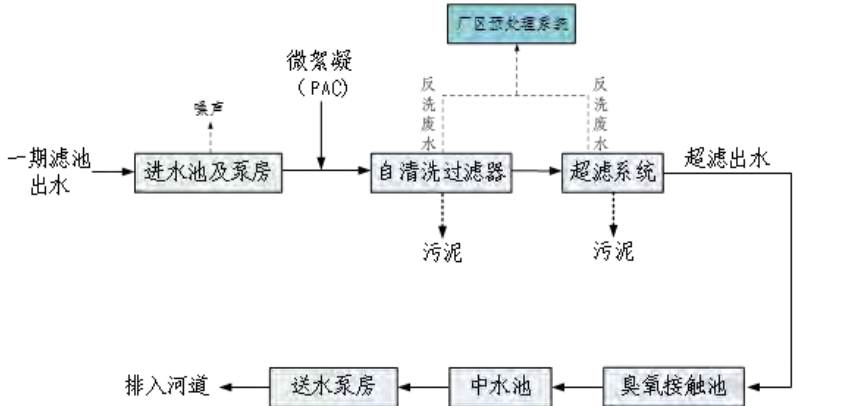 厂区预处理系统
微絮凝
（PAC）
噪声
反洗废水
反洗废水
一期滤池
出水
进水池及泵房
自清洗过滤器
超滤系统
超滤出水
污泥
污泥
排入河道
送水泵房
中水池
臭氧接触池